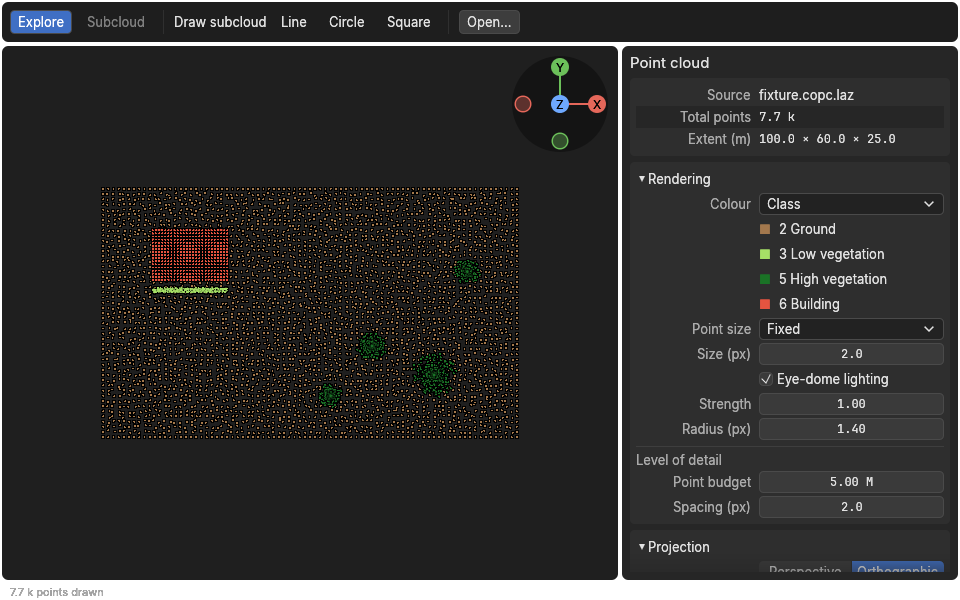 Explore Subcloud Draw subcloud Line Circle Square Open...
Y
Z X
Point cloud
Source fixture.copc.laz
Total points 7.7 k
Extent (m) 100.0 × 60.0 × 25.0
▾ Rendering
Colour Class
2 Ground
3 Low vegetation
5 High vegetation
6 Building
Point size Fixed
Size (px) 2.0
Eye-dome lighting
Strength 1.00
Radius (px) 1.40
Level of detail
Point budget 5.00 M
Spacing (px) 2.0
▾ Projection
Perspective Orthographic
7.7 k points drawn